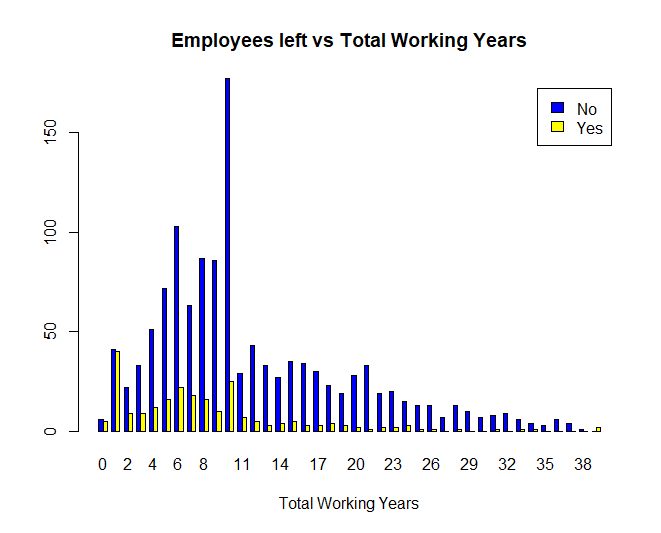 Employees left vs Total Working Years
No
Yes
150
100
50
0
0 2 4 6 8 11 14 17 20 23 26 29 32 35 38
Total Working Years